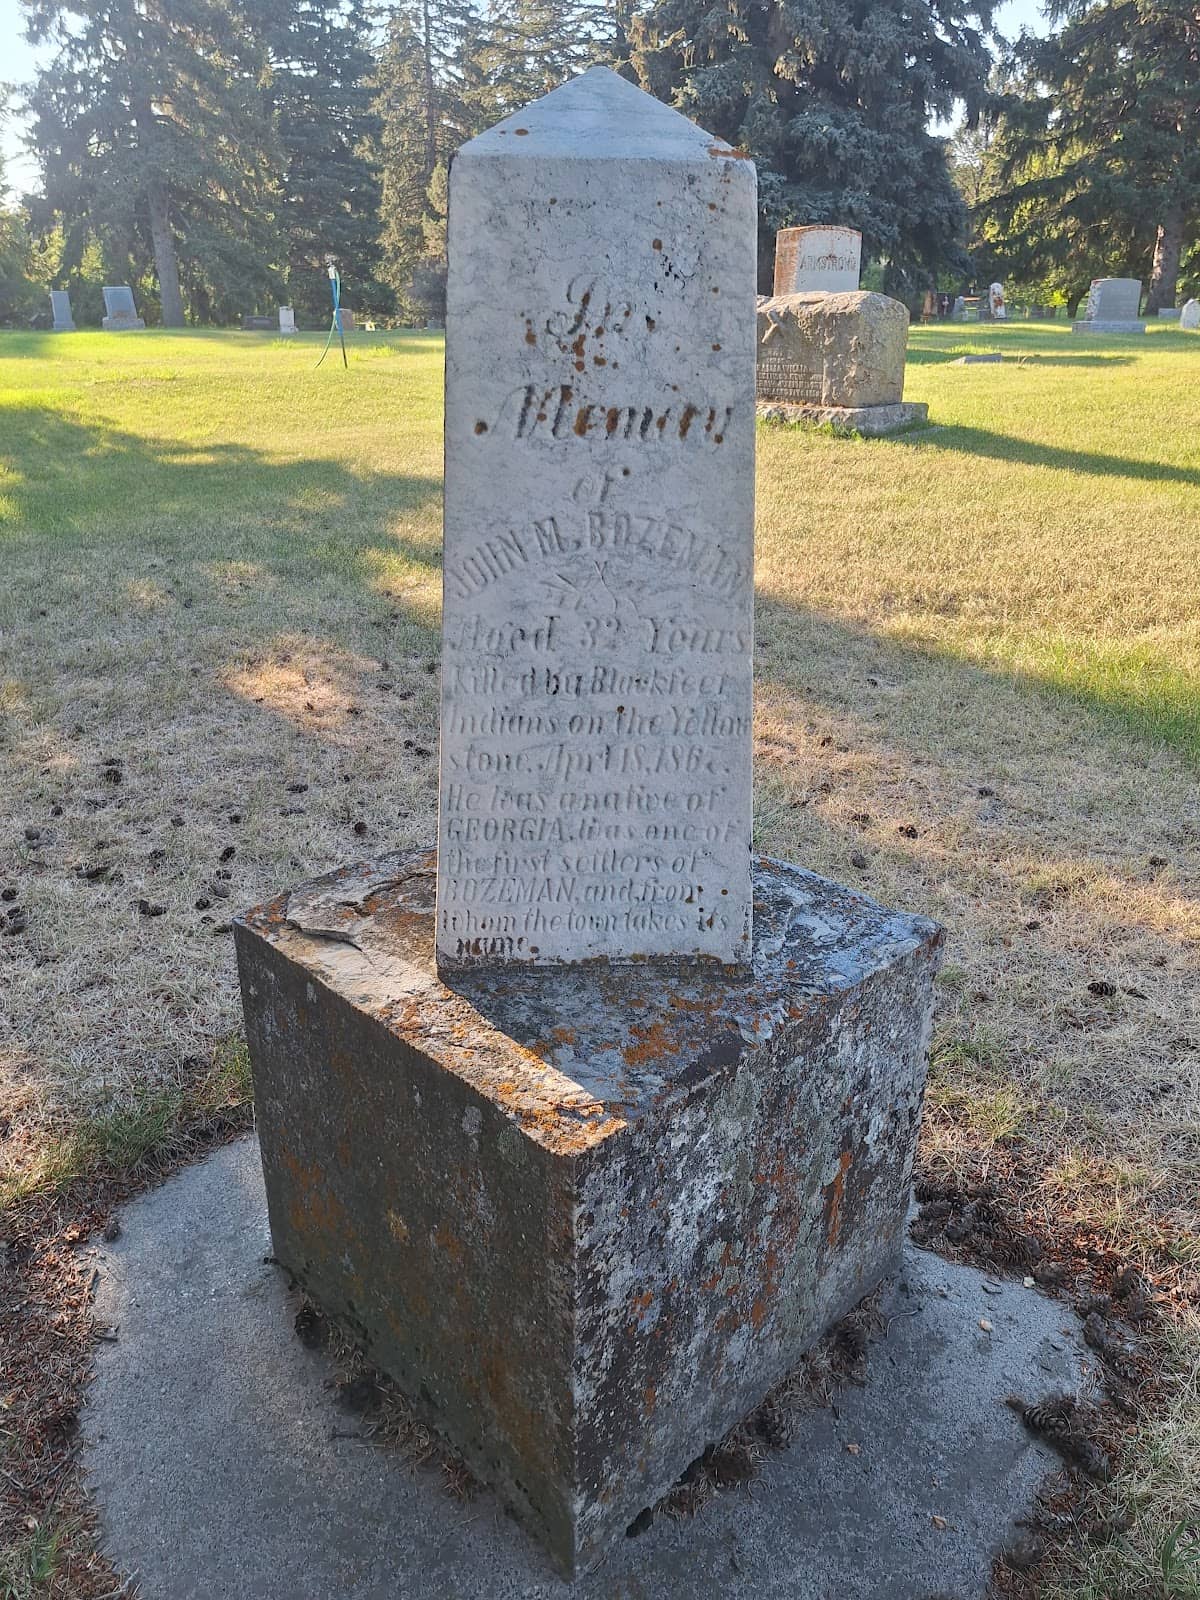 In
Memory
of
JOHN M. BOZEMAN
Aged 32 Years
Killed by Blackfeet
Indians on the Yellow
stone. April 18, 186
He was a native of
GEORGIA, was one of
the first settlers of
BOZEMAN, and from
whom the town takes its
name.
ARMSTRONG